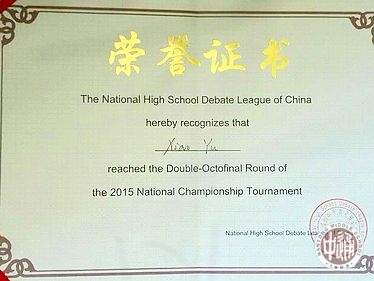 荣誉证书
The National High School Debate League of China
hereby recognizes that
Xiao Yu
reached the Double-Octofinal Round of
the 2015 National Championship Tournament
National High School Debate